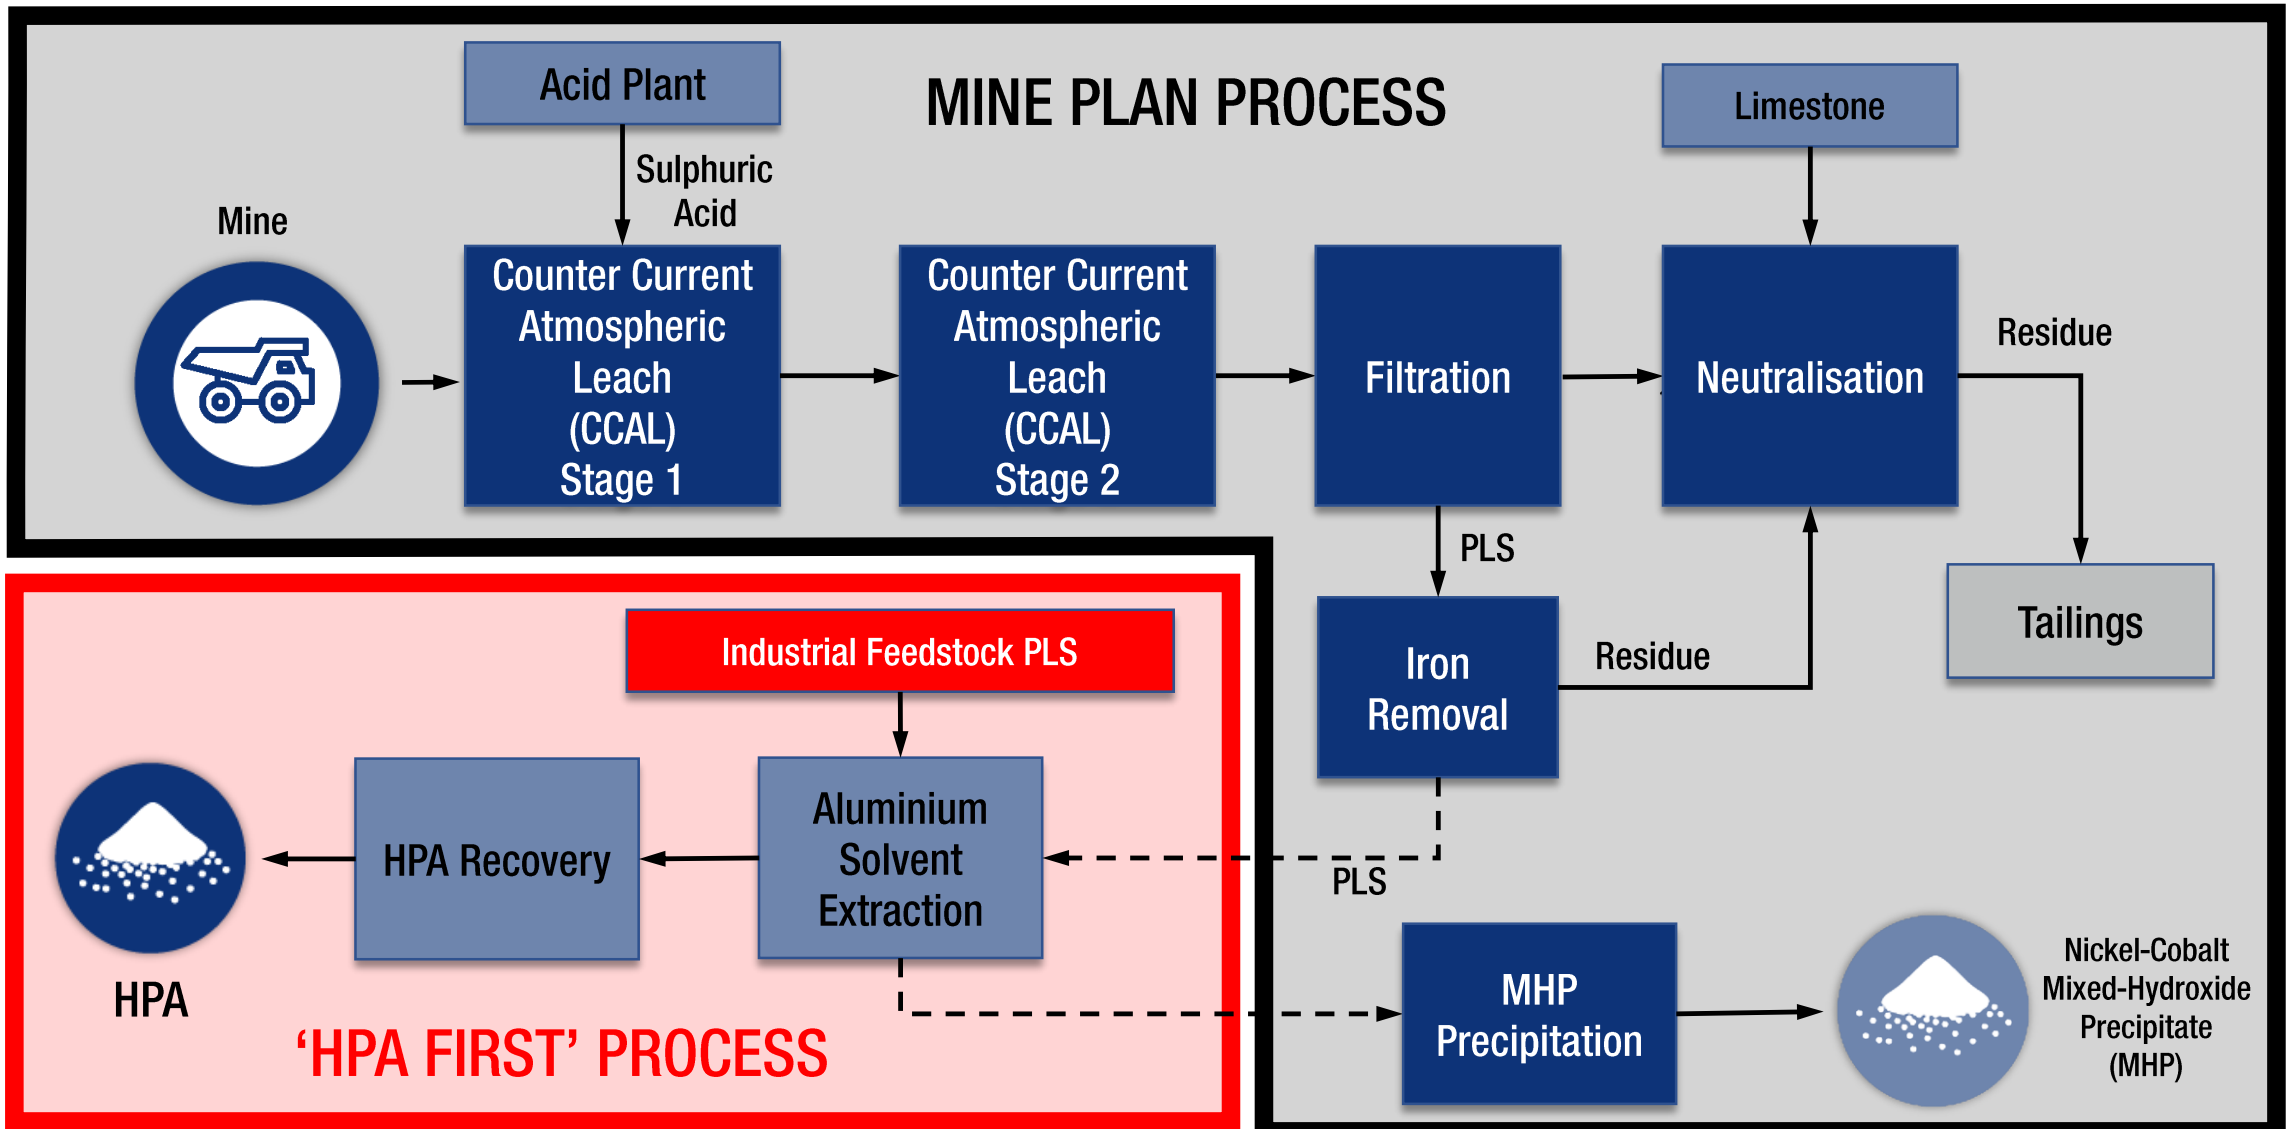 Acid Plant
MINE PLAN PROCESS
Limestone
Sulphuric
Acid
Mine
Counter Current
Atmospheric
Leach
(CCAL)
Stage 1
Counter Current
Atmospheric
Leach
(CCAL)
Stage 2
Filtration
Neutralisation
Residue
PLS
Tailings
Iron
Removal
Residue
Industrial Feedstock PLS
Aluminium
Solvent
Extraction
HPA Recovery
HPA
PLS
‘HPA FIRST’ PROCESS
MHP
Precipitation
Nickel-Cobalt
Mixed-Hydroxide
Precipitate
(MHP)